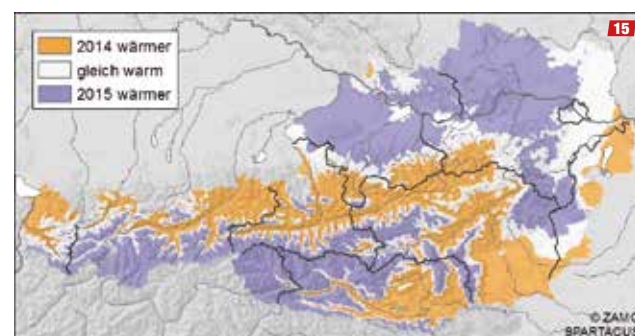 15
2014 wärmer
gleich warm
2015 wärmer
© ZAMG
SPARTACUS